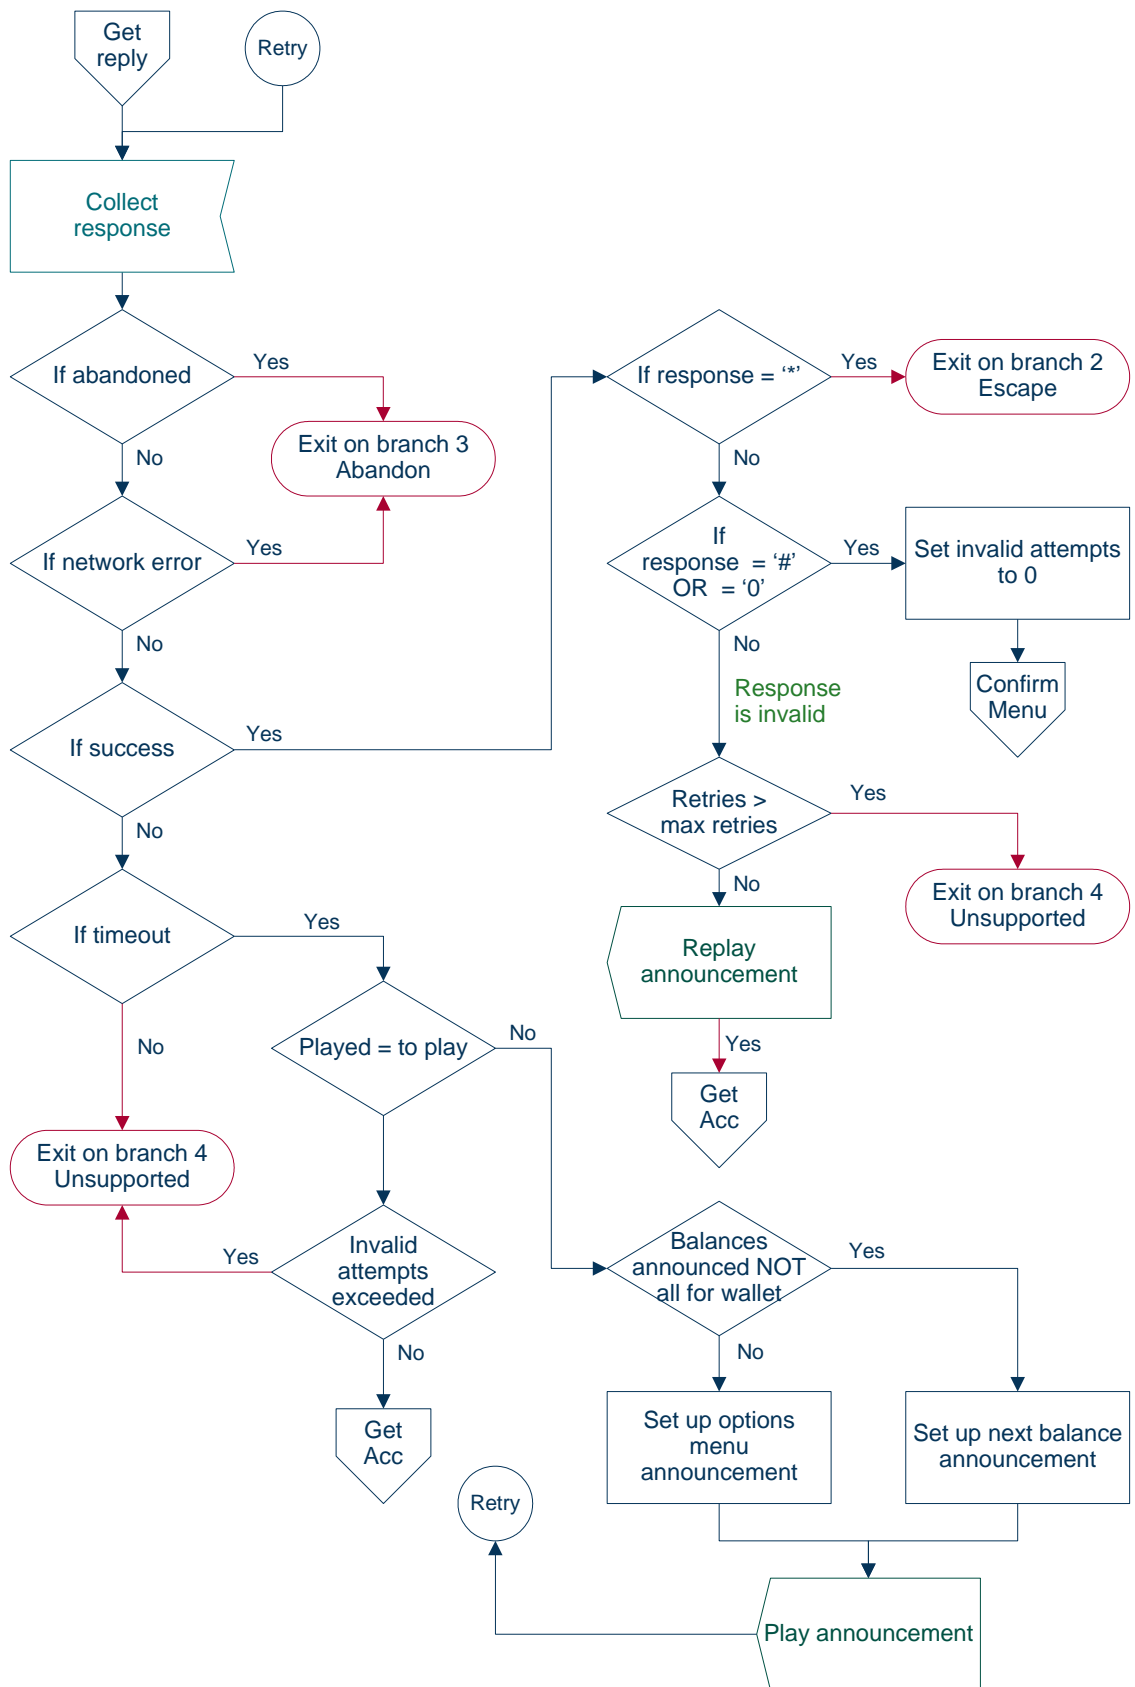 Get
reply
Retry
Collect
response
If abandoned
Yes
No
Exit on branch 3
Abandon
If network error
Yes
No
If success
Yes
No
If timeout
Yes
No
Exit on branch 4
Unsupported
Played = to play
No
Invalid
attempts
exceeded
Yes
No
Get
Acc
If response = ‘*’
Yes
Exit on branch 2
Escape
No
If
response  = ‘#’
OR  = ‘0’
Yes
Set invalid attempts
to 0
Confirm
Menu
No
Response
is invalid
Retries >
max retries
Yes
Exit on branch 4
Unsupported
No
Replay
announcement
Yes
Get
Acc
Balances
announced NOT
all for wallet
Yes
No
Set up options
menu
announcement
Set up next balance
announcement
Retry
Play announcement